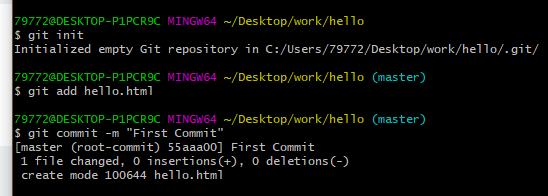 79772@DESKTOP-P1PCR9C MINGW64 ~/Desktop/work/hello
$ git init
Initialized empty Git repository in C:/Users/79772/Desktop/work/hello/.git/
79772@DESKTOP-P1PCR9C MINGW64 ~/Desktop/work/hello (master)
$ git add hello.html
79772@DESKTOP-P1PCR9C MINGW64 ~/Desktop/work/hello (master)
$ git commit -m "First Commit"
[master (root-commit) 55aaa00] First Commit
1 file changed, 0 insertions(+), 0 deletions(-)
create mode 100644 hello.html